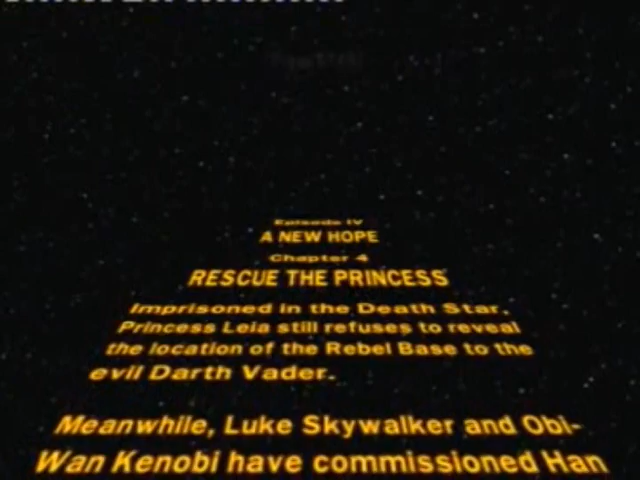 Episode IV
A NEW HOPE
Chapter 4
RESCUE THE PRINCESS
Imprisoned in the Death Star,
Princess Leia still refuses to reveal
the location of the Rebel Base to the
evil Darth Vader.
Meanwhile, Luke Skywalker and Obi-
Wan Kenobi have commissioned Han